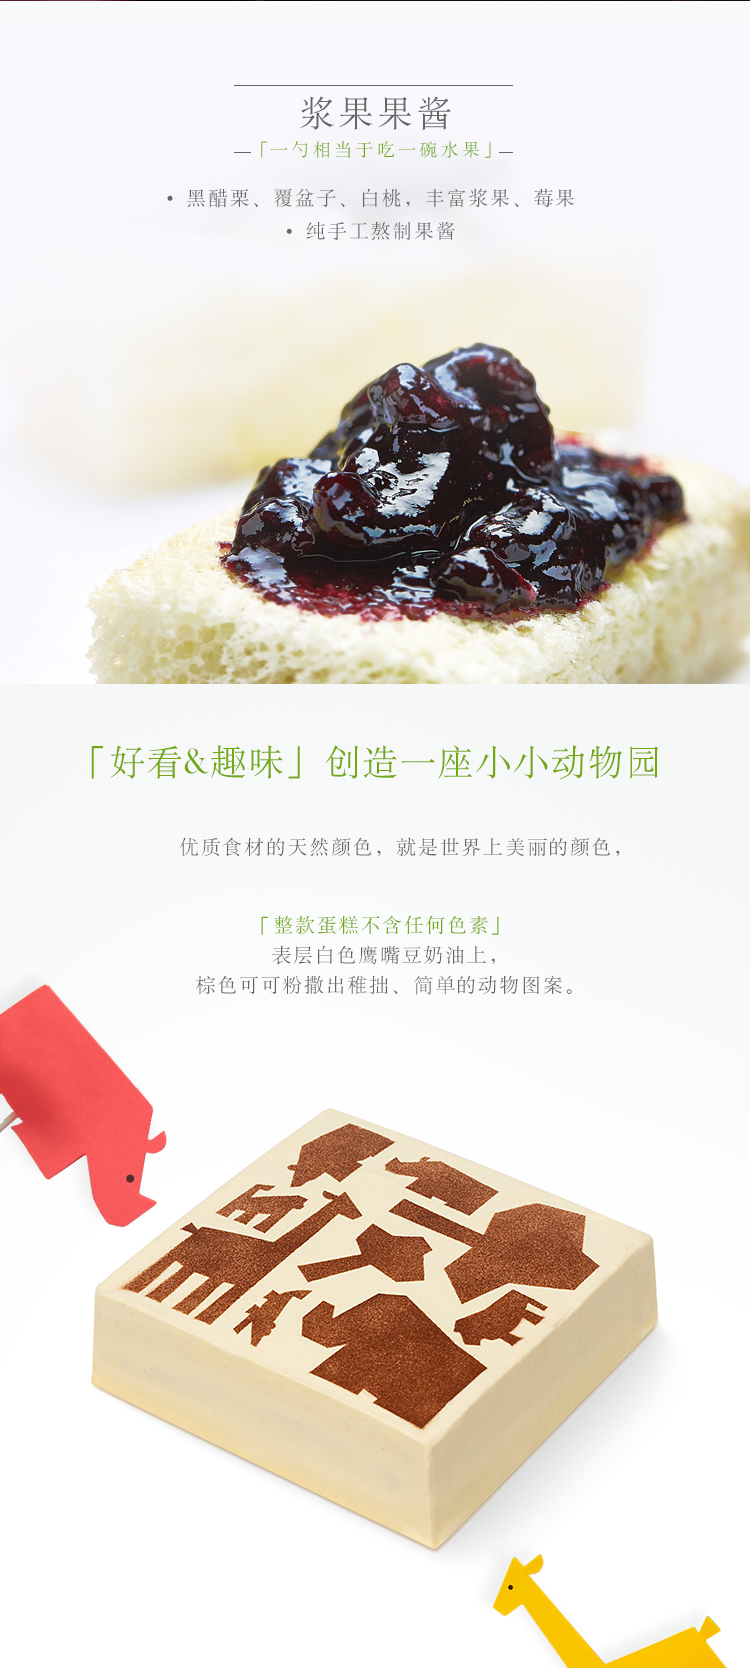 浆果果酱
「一勺相当于吃一碗水果」
• 黑醋栗、覆盆子、白桃，丰富浆果、莓果
• 纯手工熬制果酱
「好看&趣味」创造一座小小动物园
优质食材的天然颜色，就是世界上美丽的颜色，
「整款蛋糕不含任何色素」
表层白色鹰嘴豆奶油上，
棕色可可粉撒出稚拙、简单的动物图案。